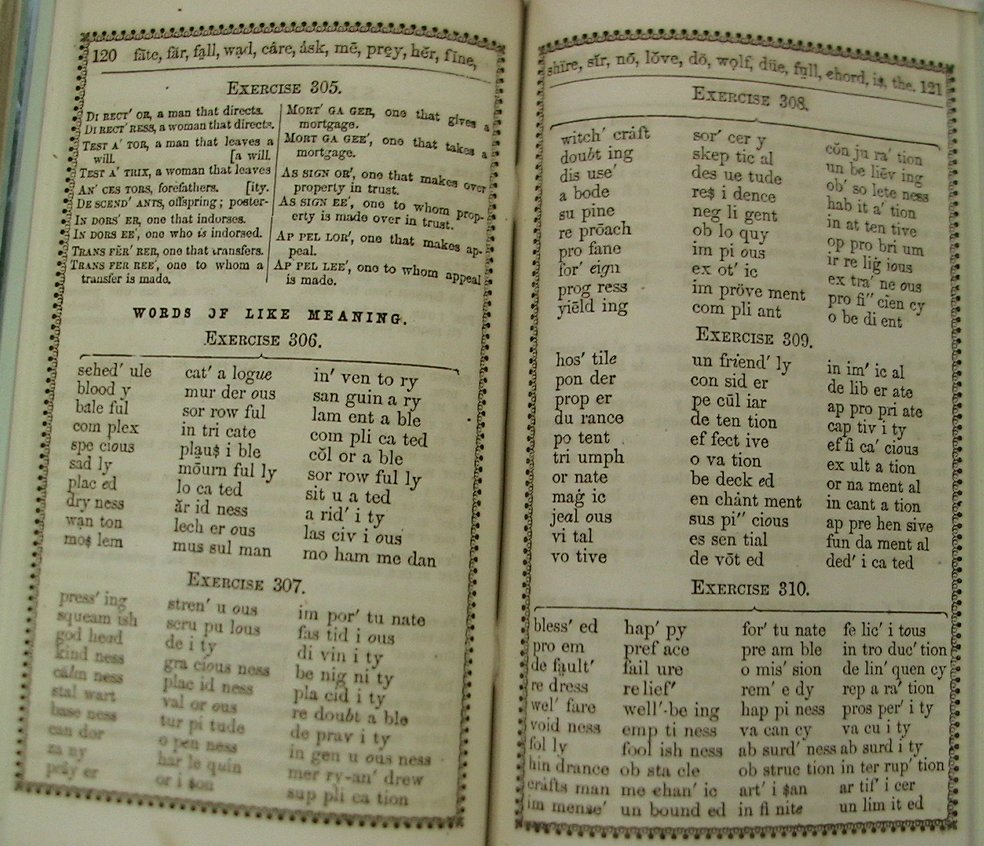 120 fāte, fär, fa̤ll, wa̤d, câre, ásk, mē, prey, hẽr, fīne,
EXERCISE 305.
DI RECT' OR, a man that directs.
DI RECT' RESS, a woman that directs.
TEST A' TOR, a man that leaves a
will. [a will.
TEST A' TRIX, a woman that leaves
AN' CES TORS, forefathers. [ity.
DE SCEND' ANTS, offspring; poster-
IN DORS' ER, one that indorses.
IN DORS EE', one who is indorsed.
TRANS FĔR' RER, one that transfers.
TRANS FER REE', one to whom a
transfer is made.
MORT' GA GER, one that gives a
mortgage.
MORT GA GEE', one that takes a
mortgage.
AS SIGN OR', one that makes over
property in trust.
AS SIGN EE', one to whom prop-
erty is made over in trust.
AP PEL LOR', one that makes ap-
peal.
AP PEL LEE', one to whom appeal
is made.
WORDS OF LIKE MEANING.
EXERCISE 306.
sched' ule cat' a logue in' ven to ry
blood y mur der ous san guin a ry
bale ful sor row ful lam ent a ble
com plex in tri cate com pli ca ted
spe cious plau$ i ble cŏl or a ble
sad ly mōurn ful ly sor row ful ly
plac ed lo ca ted sit u a ted
dry ness ăr id ness a rid' i ty
wan ton lech er ous las civ i ous
mo$ lem mus sul man mo ham me dan
EXERCISE 307.
press' ing stren' u ous im por' tu nate
squeam ish scru pu lous fas tid i ous
god head de i ty di vin i ty
kind ness gra cious ness be nig ni ty
cälm ness plac id ness pla cid i ty
stal wart val or ous re doubt a ble
base ness tur pi tude de prav i ty
can dor o pen ness in gen u ous ness
za ny har le quin mer ry-an' drew
prāy er or i $on sup pli ca tion
shīre, sïr, nō, lŏve, dō, wolf, dūe, full, chord, i$, the. 121
EXERCISE 308.
witch' cráft sor' cer y cŏn ju ra' tion
doubt ing skep tic al un be liēv ing
dis use' des ue tude ob' so lete ness
a bode re$ i dence hab it a' tion
su pine neg li gent in at ten tive
re prōach ob lo quy op pro bri um
pro fane im pi ous ir re liġ ious
for' eign ex ot' ic ex tra' ne ous
prog ress im pröve ment pro fi'' cien cy
yiēld ing com pli ant o be di ent
EXERCISE 309.
hos' tile un friend' ly in im' ic al
pon der con sid er de lib er ate
prop er pe cūl iar ap pro pri ate
du rance de ten tion cap tiv i ty
po tent ef fect ive ef fi ca' cious
tri umph o va tion ex ult a tion
or nate be deck ed or na ment al
maġ ic en chánt ment in cant a tion
jeal ous sus pi'' cious ap pre hen sive
vi tal es sen tial fun da ment al
vo tive de vōt ed ded' i ca ted
EXERCISE 310.
bless' ed hap' py for' tu nate fe lic' i tous
pro em pref ace pre am ble in tro duc' tion
de fault' fail ure o mis' sion de lin' quen cy
re dress re lief' rem' e dy rep a ra' tion
wel' fare well'-be ing hap pi ness pros per' i ty
void ness emp ti ness va can cy va cu i ty
fol ly fool ish ness ab surd' ness ab surd i ty
hin drance ob sta cle ob struc tion in ter rup' tion
cráfts man me chan' ic art' i $an ar tif' i cer
im mense' un bound ed in fi nite un lim it ed